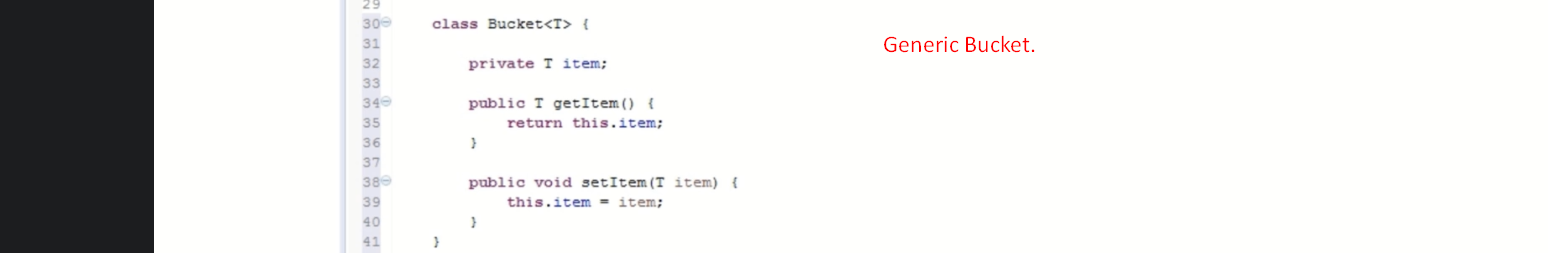 29
30 class Bucket<T> {
31
Generic Bucket.
32 private T item;
33
34 public T getItem() {
35 return this.item;
36 }
37
38 public void setItem(T item) {
39 this.item = item;
40 }
41 }